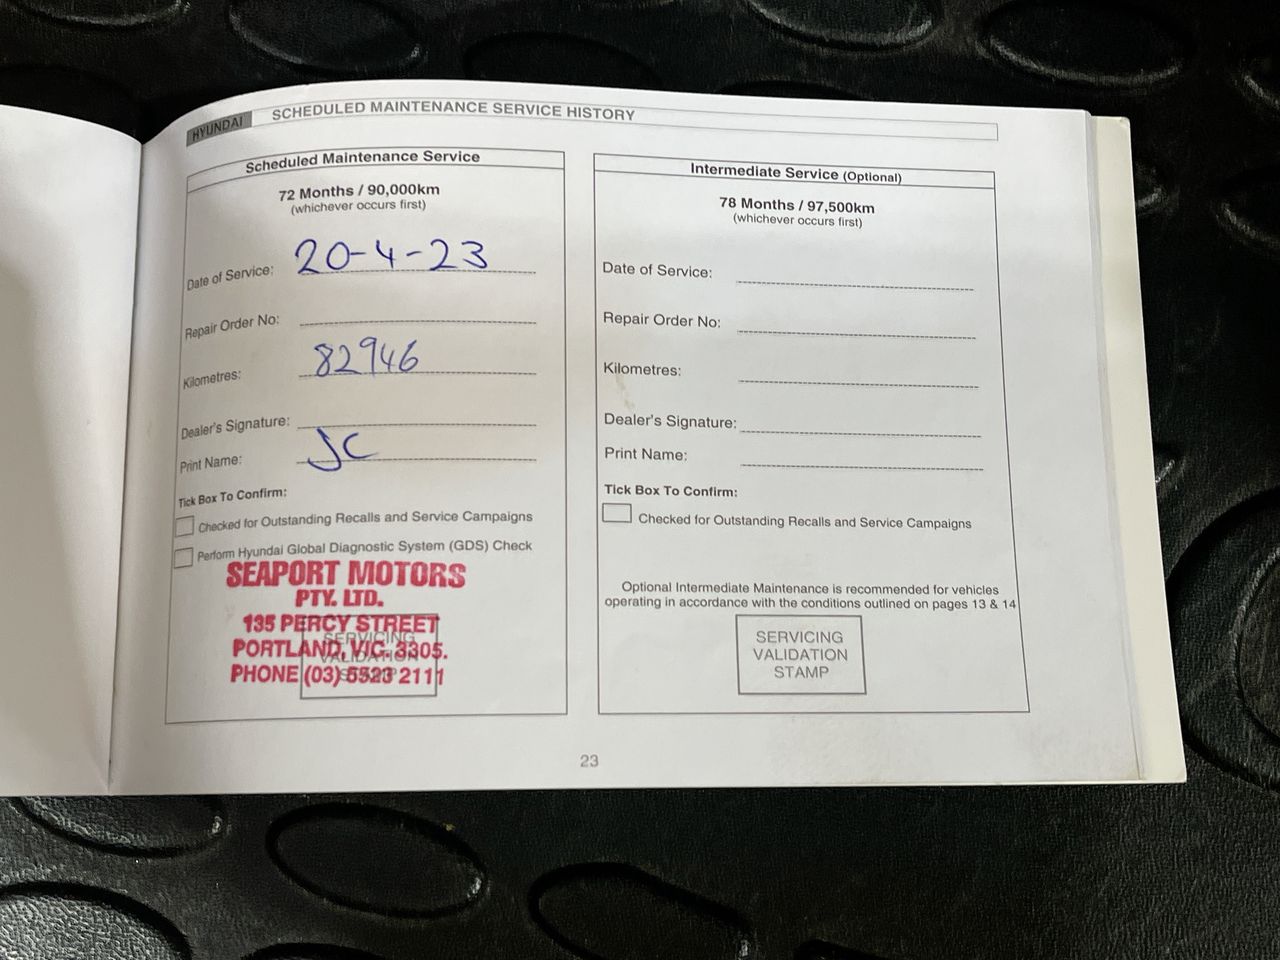 HYUNDAI
SCHEDULED MAINTENANCE SERVICE HISTORY
Scheduled Maintenance Service
72 Months / 90,000km
(whichever occurs first)
Date of Service: 20-4-23
Repair Order No:
Kilometres: 82946
Dealer's Signature:
Print Name: JC
Tick Box To Confirm:
Checked for Outstanding Recalls and Service Campaigns
Perform Hyundai Global Diagnostic System (GDS) Check
SEAPORT MOTORS
PTY. LTD.
135 PERCY STREET
PORTLAND, VIC. 3305.
PHONE (03) 5523 2111
SERVICING
VALIDATION
STAMP
Intermediate Service (Optional)
78 Months / 97,500km
(whichever occurs first)
Date of Service:
Repair Order No:
Kilometres:
Dealer's Signature:
Print Name:
Tick Box To Confirm:
Checked for Outstanding Recalls and Service Campaigns
Optional Intermediate Maintenance is recommended for vehicles
operating in accordance with the conditions outlined on pages 13 & 14
SERVICING
VALIDATION
STAMP
23